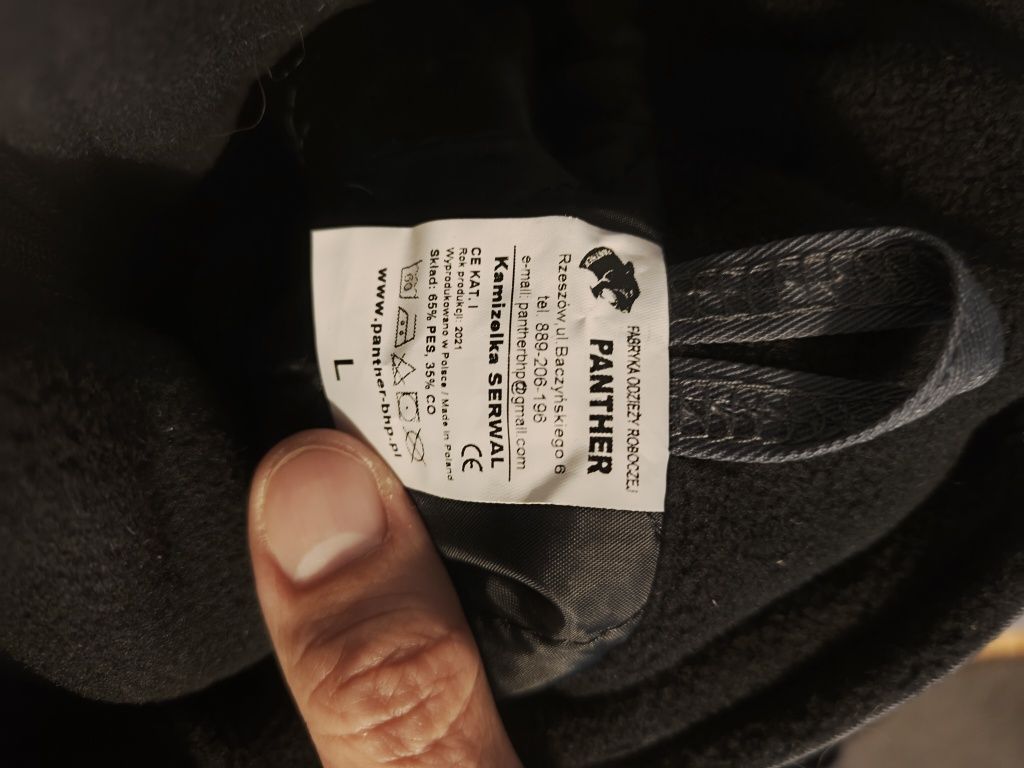 FABRYKA ODZIEŻY ROBOCZEJ
PANTHER
Rzeszów,ul.Baczyńskiego 6
tel. 889-206-196
e-mail: pantherbhp@gmail.com
Kamizelka SERWAL
CE KAT. I
CE
Rok produkcji: 2021
Wyprodukowano w Polsce / Made in Poland
Skład: 65% PES, 35% CO
www.panther-bhp.pl
L